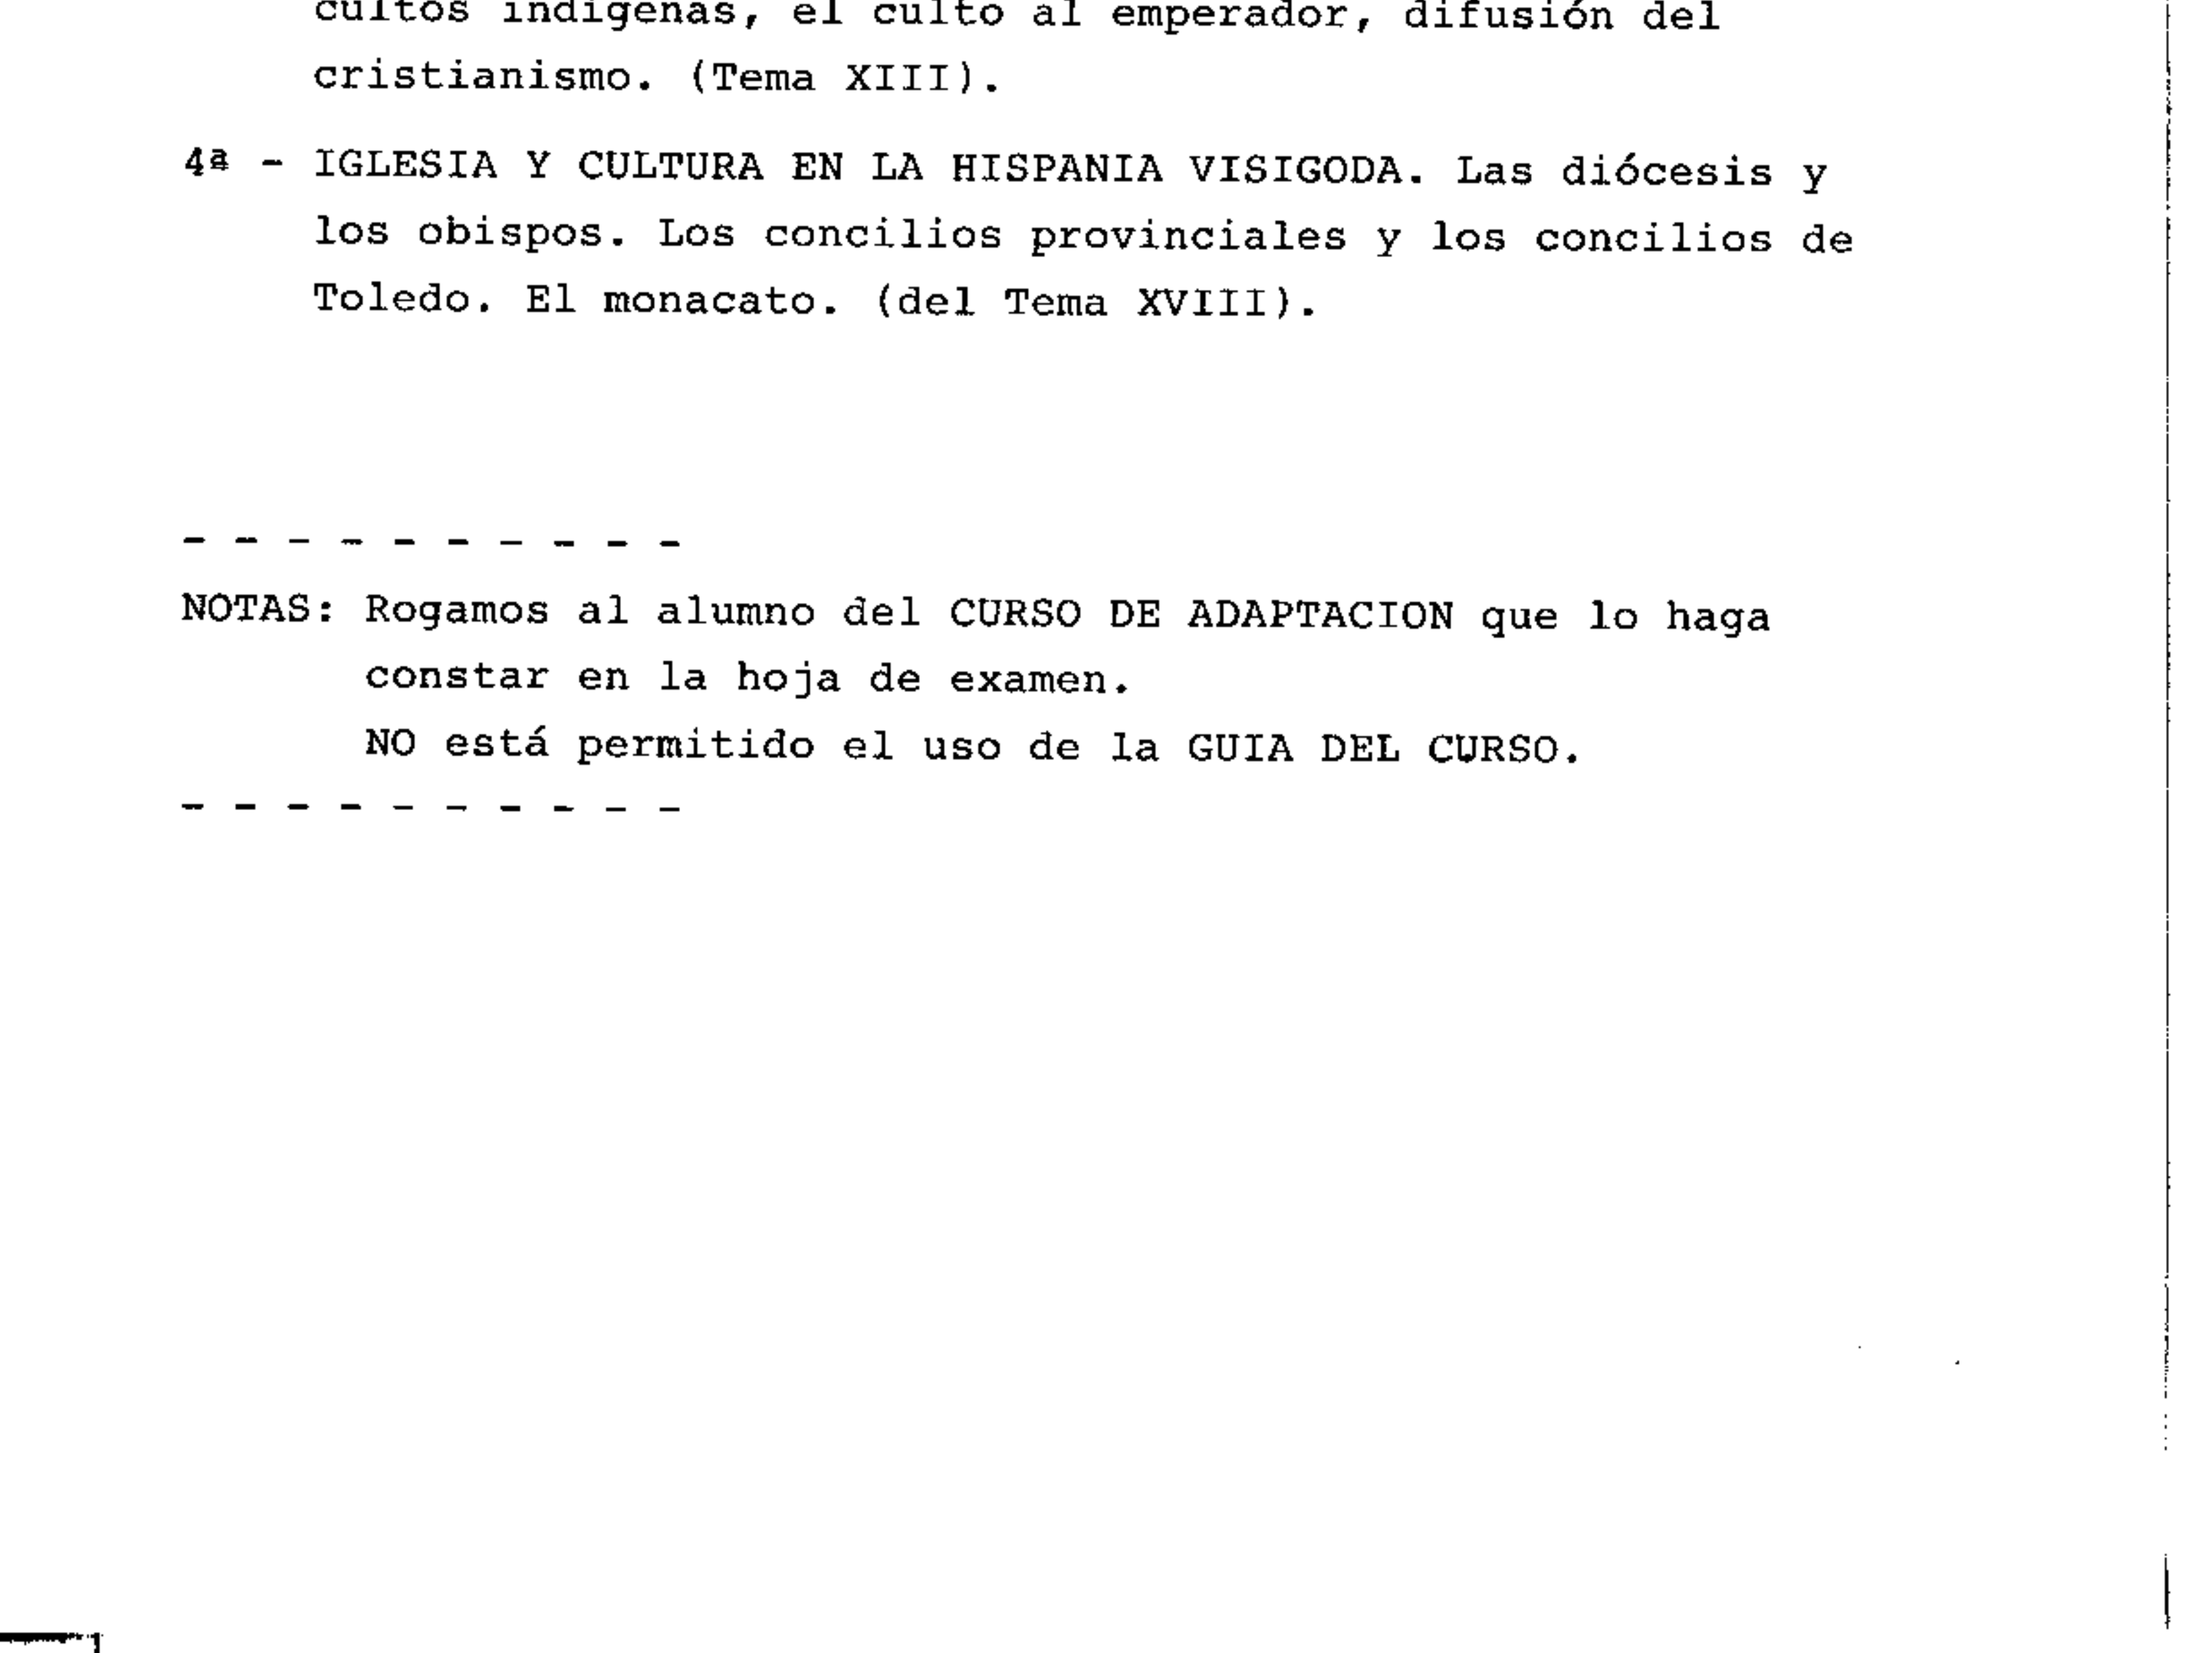 cultos indígenas, el culto al emperador, difusión del
cristianismo. (Tema XIII).
4ª - IGLESIA Y CULTURA EN LA HISPANIA VISIGODA. Las diócesis y
los obispos. Los concilios provinciales y los concilios de
Toledo. El monacato. (del Tema XVIII).
- - - - - - - - - -
NOTAS: Rogamos al alumno del CURSO DE ADAPTACION que lo haga
constar en la hoja de examen.
NO está permitido el uso de la GUIA DEL CURSO.
- - - - - - - - - -